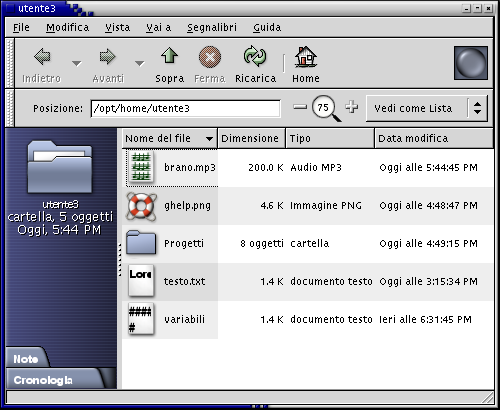 utente3
File Modifica Vista Vai a Segnalibri Guida
Indietro Avanti Sopra Ferma Ricarica Home
Posizione: /opt/home/utente3 75 Vedi come Lista
Nome del file Dimensione Tipo Data modifica
brano.mp3 200.0 K Audio MP3 Oggi alle 5:44:45 PM
ghelp.png 4.6 K Immagine PNG Oggi alle 4:48:47 PM
Progetti 8 oggetti cartella Oggi alle 4:49:15 PM
Lore testo.txt 1.4 K documento testo Oggi alle 3:15:34 PM
#### # variabili 1.4 K documento testo Ieri alle 6:31:45 PM
utente3
cartella, 5 oggetti
Oggi, 5:44 PM
Note
Cronologia